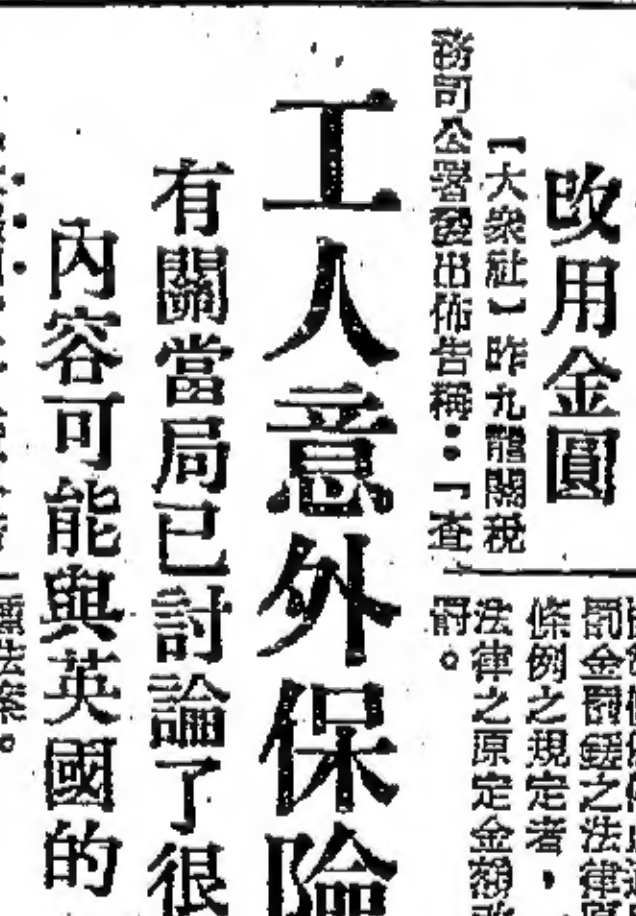 改用金圓
【大衆社】昨九龍關稅
務司公署發出佈告稱：『查
罰金罰鍰之法律
條例之規定者，
法律之原定金額
工人意外保險
有關當局已討論了很
內容可能與英國的
法案。